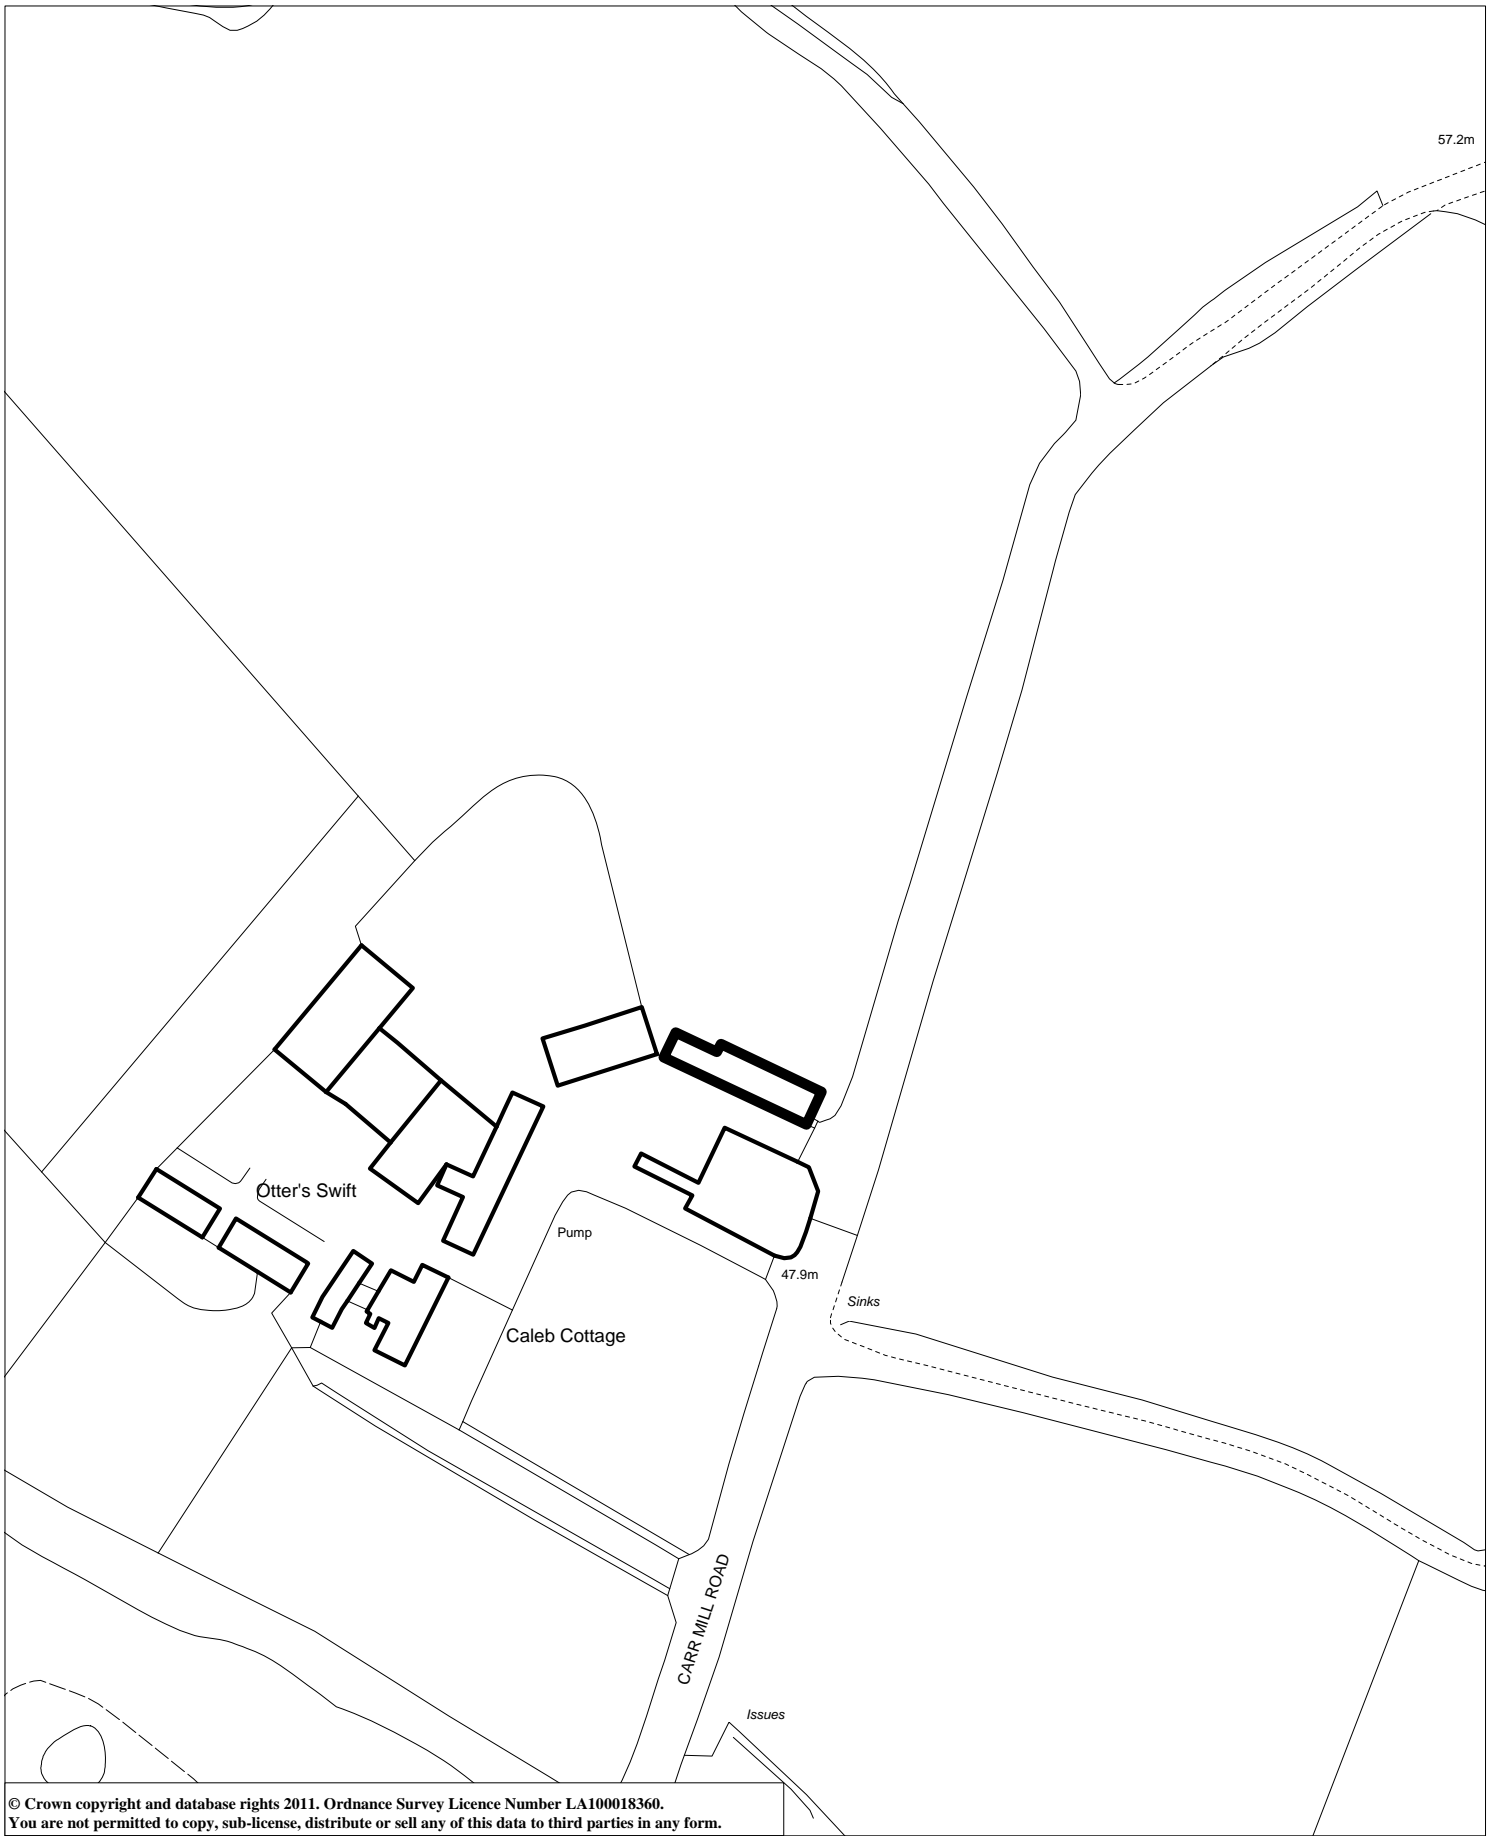 57.2m
Otter's Swift
Pump
47.9m
Sinks
Caleb Cottage
CARR MILL ROAD
Issues
© Crown copyright and database rights 2011. Ordnance Survey Licence Number LA100018360.
You are not permitted to copy, sub-license, distribute or sell any of this data to third parties in any form.